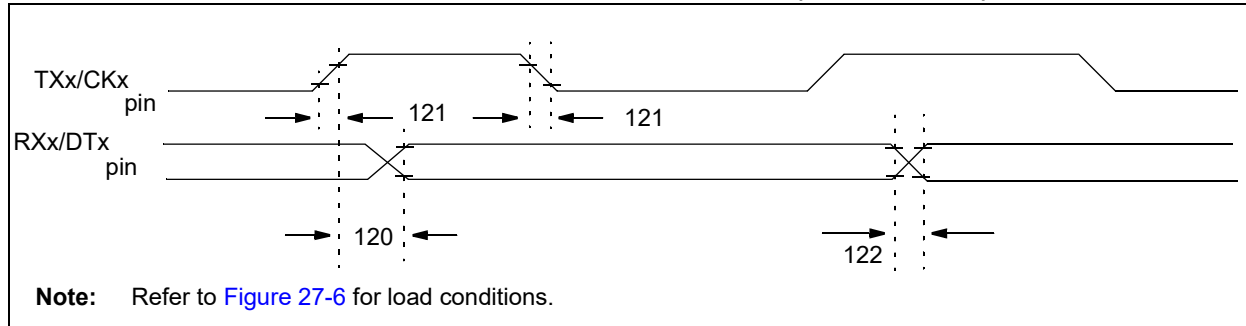 TXx/CKx
pin
121
121
RXx/DTx
pin
120
122
Note: Refer to Figure 27-6 for load conditions.